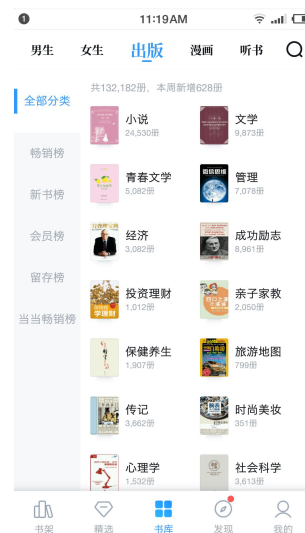 1 11:19AM
男生 女生 出版 漫画 听书
共132,182册，本周新增628册
全部分类
畅销榜
新书榜
会员榜
留存榜
当当畅销榜
小说
24,530册
文学
9,873册
青春文学
5,082册
管理
7,078册
经济
3,082册
成功励志
8,961册
投资理财
1,012册
亲子家教
2,050册
保健养生
1,907册
旅游地图
799册
传记
3,662册
时尚美妆
351册
心理学
1,532册
社会科学
3,613册
书架 精选 书库 发现 我的